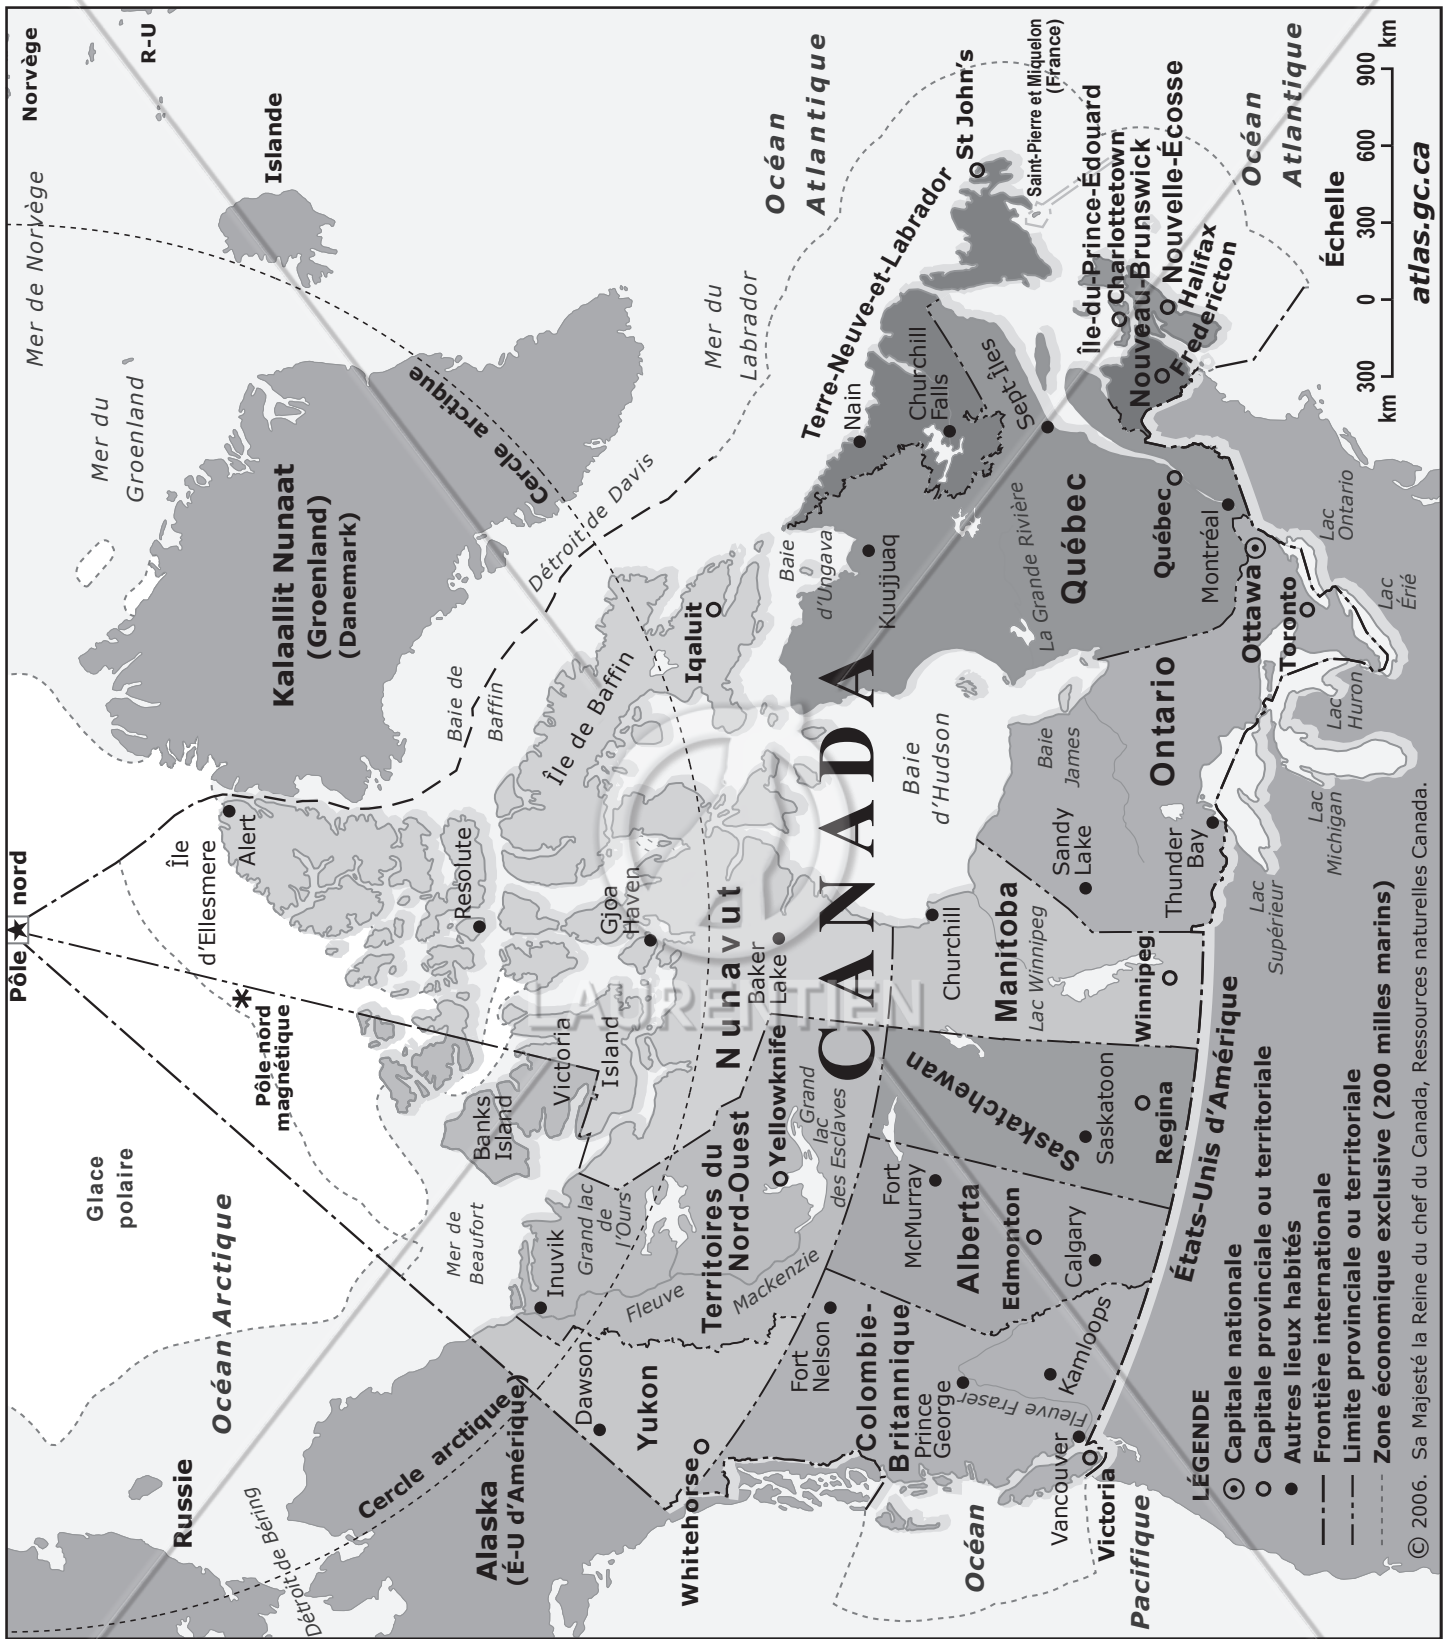 Russie
Détroit de Béring
Océan Arctique
Glace
polaire
Pôle nord
Pôle nord
magnétique
Île
d'Ellesmere
Alert
Mer du
Groenland
Mer de Norvège
Norvège
R-U
Islande
Kalaallit Nunaat
(Groenland)
(Danemark)
Cercle arctique
Cercle arctique
Alaska
(É-U d'Amérique)
Mer de
Beaufort
Banks
Island
Victoria
Island
Resolute
Baie de
Baffin
Détroit de Davis
Île de Baffin
Gjoa
Haven
Iqaluit
Inuvik
Dawson
Yukon
Whitehorse
Grand lac
de
l'Ours
Fleuve
Mackenzie
Territoires du
Nord-Ouest
Yellowknife
Grand
lac
des Esclaves
Nunavut
Baker
Lake
LAURENTIEN
CANADA
Mer du
Labrador
Océan
Atlantique
Baie
d'Ungava
Kuujjuaq
Nain
Terre-Neuve-et-Labrador
Churchill
Falls
St John's
Saint-Pierre et Miquelon
(France)
Fort
Nelson
Colombie-
Britannique
Prince
George
Fleuve Fraser
Kamloops
Vancouver
Victoria
Océan
Pacifique
Fort
McMurray
Alberta
Edmonton
Calgary
Saskatchewan
Saskatoon
Regina
Churchill
Manitoba
Lac Winnipeg
Winnipeg
Baie
d'Hudson
Baie
James
Sandy
Lake
Ontario
Thunder
Bay
La Grande Rivière
Québec
Sept-Îles
Québec
Montréal
Ottawa
Toronto
Île-du-Prince-Édouard
Charlottetown
Nouveau-Brunswick
Nouvelle-Écosse
Halifax
Fredericton
Océan
Atlantique
Lac
Supérieur
Lac
Michigan
Lac
Huron
Lac
Ontario
Lac
Érié
États-Unis d'Amérique
LÉGENDE
Capitale nationale
Capitale provinciale ou territoriale
Autres lieux habités
Frontière internationale
Limite provinciale ou territoriale
Zone économique exclusive (200 milles marins)
Échelle
km 300 0 300 600 900 km
atlas.gc.ca
© 2006. Sa Majesté la Reine du chef du Canada, Ressources naturelles Canada.